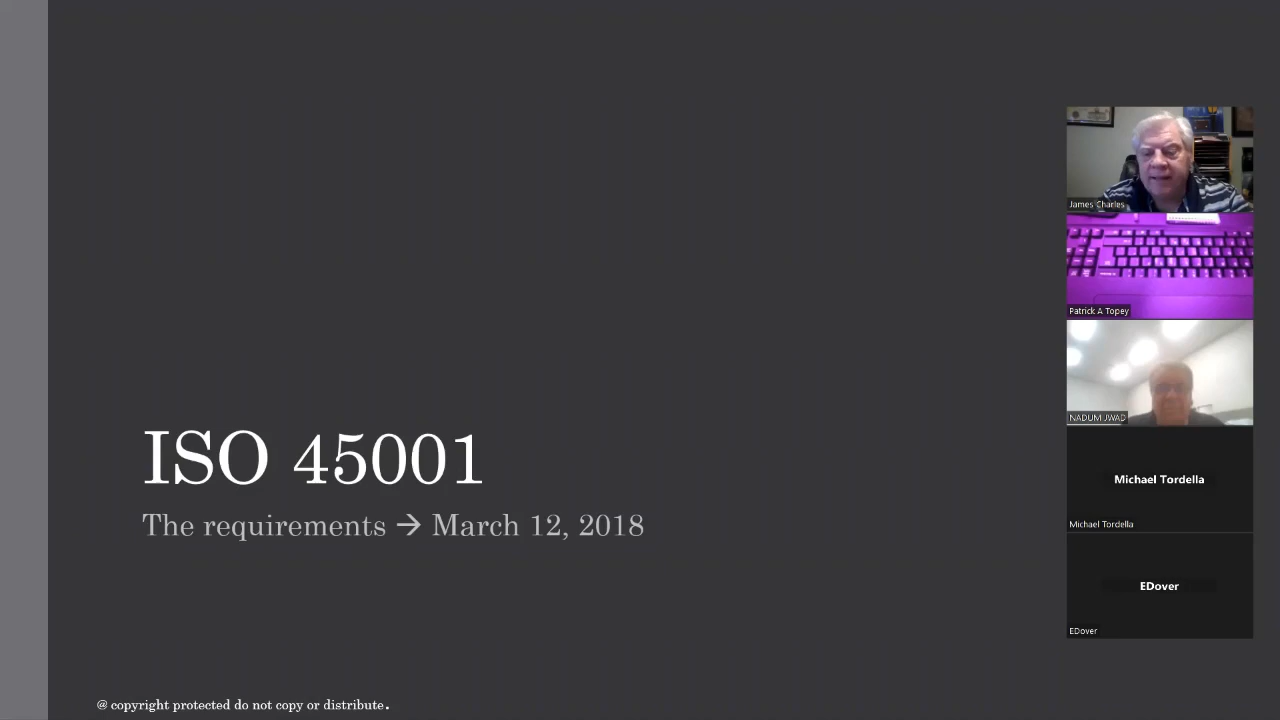 ISO 45001
The requirements → March 12, 2018
@ copyright protected do not copy or distribute.
James Charles
Patrick A Topey
NADUM JWAD
Michael Tordella
Michael Tordella
EDover
EDover